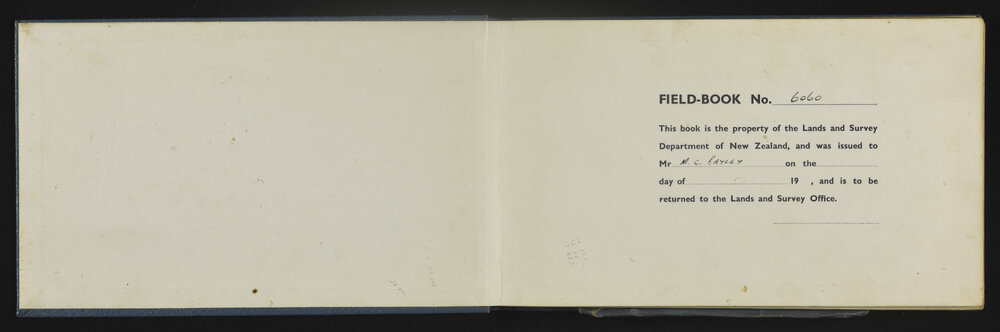 FIELD-BOOK No. 6060
This book is the property of the Lands and Survey
Department of New Zealand, and was issued to
Mr M. C. BAYLEY on the
day of 19 , and is to be
returned to the Lands and Survey Office.